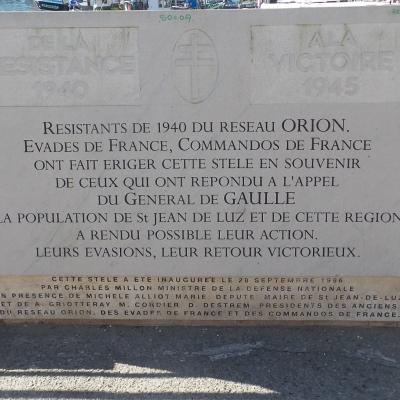 DE LA
RESISTANCE
1940
A LA
VICTOIRE
1945
RESISTANTS DE 1940 DU RESEAU ORION.
EVADES DE FRANCE, COMMANDOS DE FRANCE
ONT FAIT ERIGER CETTE STELE EN SOUVENIR
DE CEUX QUI ONT REPONDU A L'APPEL
DU GENERAL DE GAULLE
LA POPULATION DE St JEAN DE LUZ ET DE CETTE REGION
A RENDU POSSIBLE LEUR ACTION.
LEURS EVASIONS, LEUR RETOUR VICTORIEUX.
CETTE STELE A ETE INAUGUREE LE 20 SEPTEMBRE 1996
PAR CHARLES MILLON MINISTRE DE LA DEFENSE NATIONALE
EN PRESENCE DE MICHELE ALLIOT MARIE, DEPUTE MAIRE DE ST JEAN-DE-LUZ
ET DE A. GRIOTTERAY, M. CORDIER, D. DESTREM, PRESIDENTS DES ANCIENS
DU RESEAU ORION, DES EVADES DE FRANCE ET DES COMMANDOS DE FRANCE.